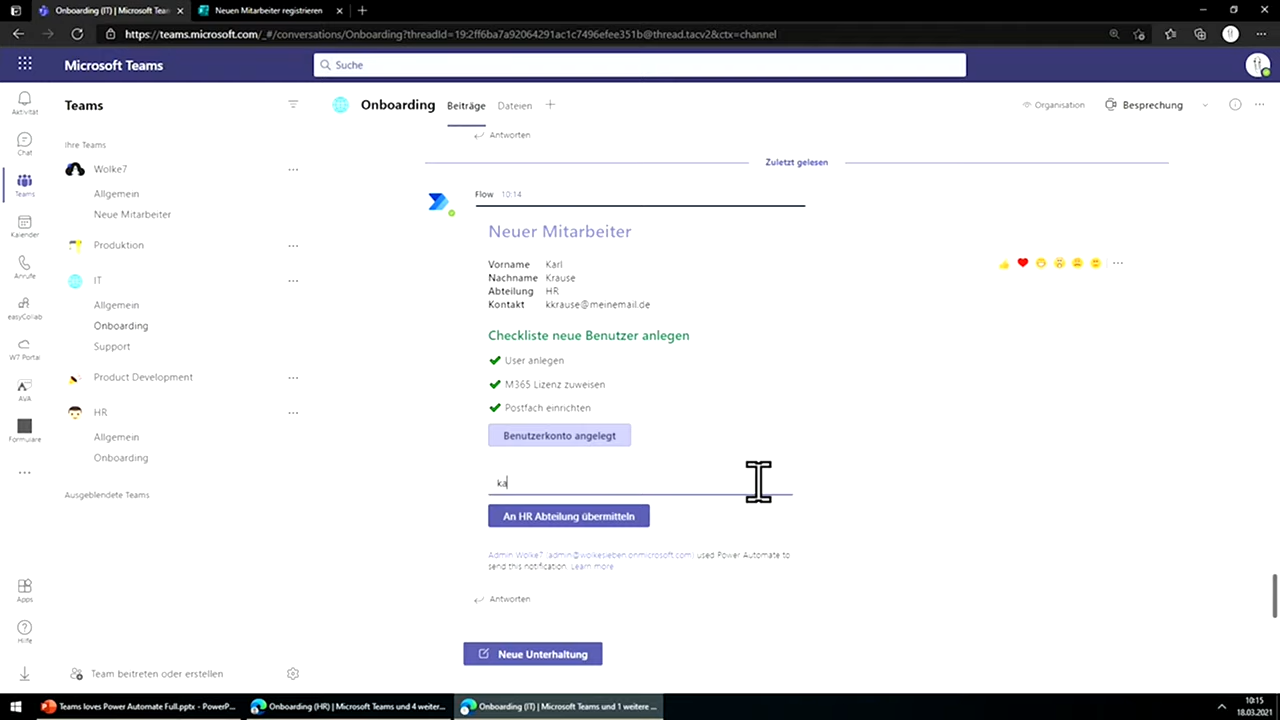 Onboarding (IT) | Microsoft Teams
Neuen Mitarbeiter registrieren
https://teams.microsoft.com/_#/conversations/Onboarding?threadId=19:2ff6ba7a92064291ac1c7496efee351b@thread.tacv2&ctx=channel
Microsoft Teams
Suche
Aktivität
Chat
Teams
Kalender
Anrufe
easyCollab
W7 Portal
AVA
Formulare
Apps
Hilfe
Teams
Ihre Teams
Wolke7
Allgemein
Neue Mitarbeiter
Produktion
IT
Allgemein
Onboarding
Support
Product Development
HR
Allgemein
Onboarding
Ausgeblendete Teams
Team beitreten oder erstellen
Onboarding Beiträge Dateien
Organisation Besprechung
Antworten
Zuletzt gelesen
Flow 10:14
Neuer Mitarbeiter
Vorname Karl
Nachname Krause
Abteilung HR
Kontakt kkrause@meinemail.de
Checkliste neue Benutzer anlegen
User anlegen
M365 Lizenz zuweisen
Postfach einrichten
Benutzerkonto angelegt
ka
An HR Abteilung übermitteln
Admin Wolke7 (admin@wolkesieben.onmicrosoft.com) used Power Automate to
send this notification. Learn more
Antworten
Neue Unterhaltung
Teams loves Power Automate Full.pptx - PowerP...
Onboarding (HR) | Microsoft Teams und 4 weiter...
Onboarding (IT) | Microsoft Teams und 1 weitere ...
10:15
18.03.2021